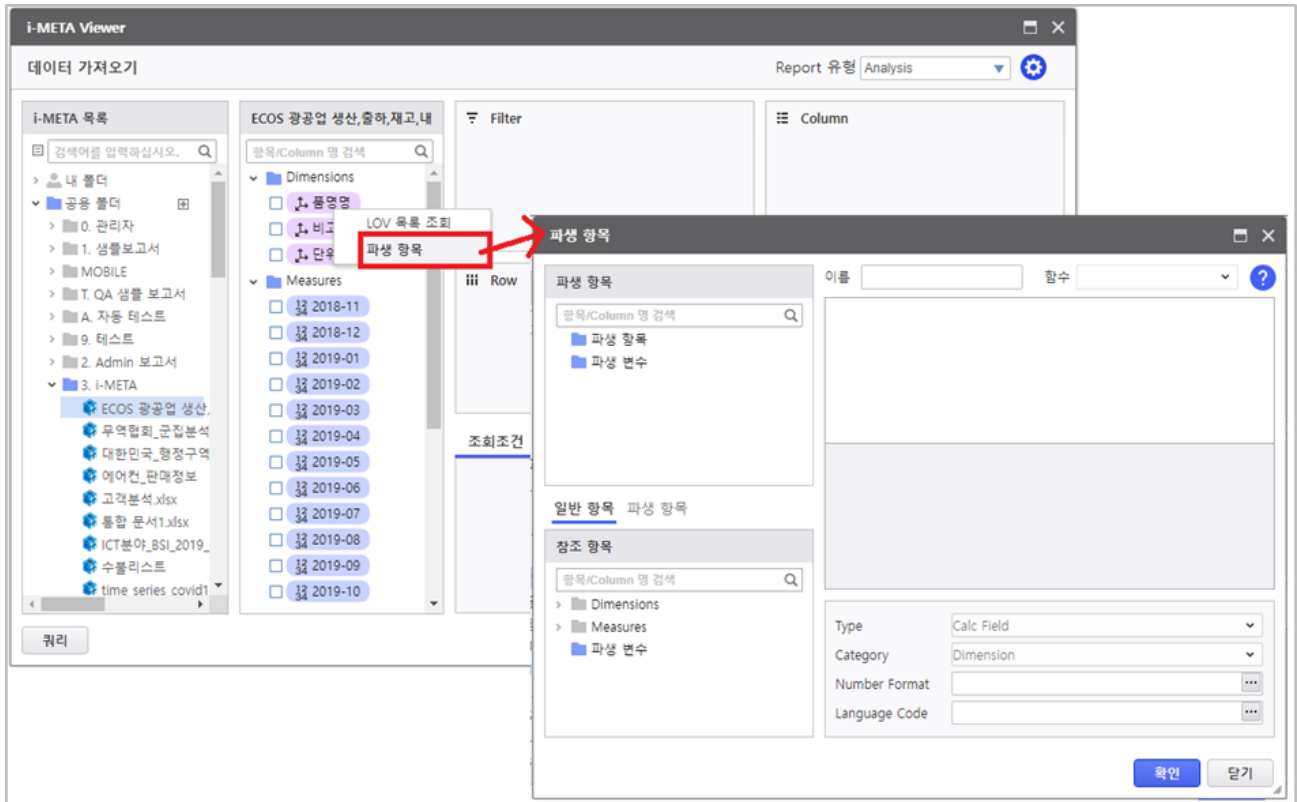 i-META Viewer
데이터 가져오기
Report 유형 Analysis
i-META 목록
검색어를 입력하십시오.
내 폴더
공용 폴더
0. 관리자
1. 샘플보고서
MOBILE
T. QA 샘플 보고서
A. 자동 테스트
9. 테스트
2. Admin 보고서
3. i-META
ECOS 광공업 생산,
무역협회_군집분석
대한민국_행정구역
에어컨_판매정보
고객분석.xlsx
통합 문서1.xlsx
ICT분야_BSI_2019_
수불리스트
time series covid1
쿼리
ECOS 광공업 생산,출하,재고,내
항목/Column 명 검색
Dimensions
품명명
비고
단위
LOV 목록 조회
파생 항목
Measures
2018-11
2018-12
2019-01
2019-02
2019-03
2019-04
2019-05
2019-06
2019-07
2019-08
2019-09
2019-10
Filter
Column
Row
조회조건
파생 항목
파생 항목
항목/Column 명 검색
파생 항목
파생 변수
일반 항목 파생 항목
참조 항목
항목/Column 명 검색
Dimensions
Measures
파생 변수
이름
함수
?
Type Calc Field
Category Dimension
Number Format ...
Language Code ...
확인 닫기